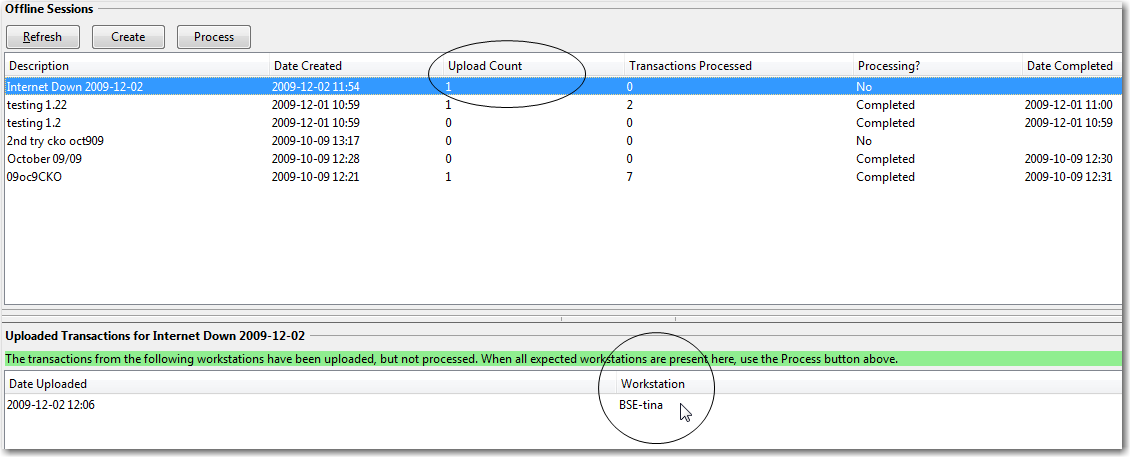 Offline Sessions
Refresh Create Process
Description Date Created Upload Count Transactions Processed Processing? Date Completed
Internet Down 2009-12-02 2009-12-02 11:54 1 0 No
testing 1.22 2009-12-01 10:59 1 2 Completed 2009-12-01 11:00
testing 1.2 2009-12-01 10:59 0 0 Completed 2009-12-01 10:59
2nd try cko oct909 2009-10-09 13:17 0 0 No
October 09/09 2009-10-09 12:28 0 0 Completed 2009-10-09 12:30
09oc9CKO 2009-10-09 12:21 1 7 Completed 2009-10-09 12:31
Uploaded Transactions for Internet Down 2009-12-02
The transactions from the following workstations have been uploaded, but not processed. When all expected workstations are present here, use the Process button above.
Date Uploaded Workstation
2009-12-02 12:06 BSE-tina